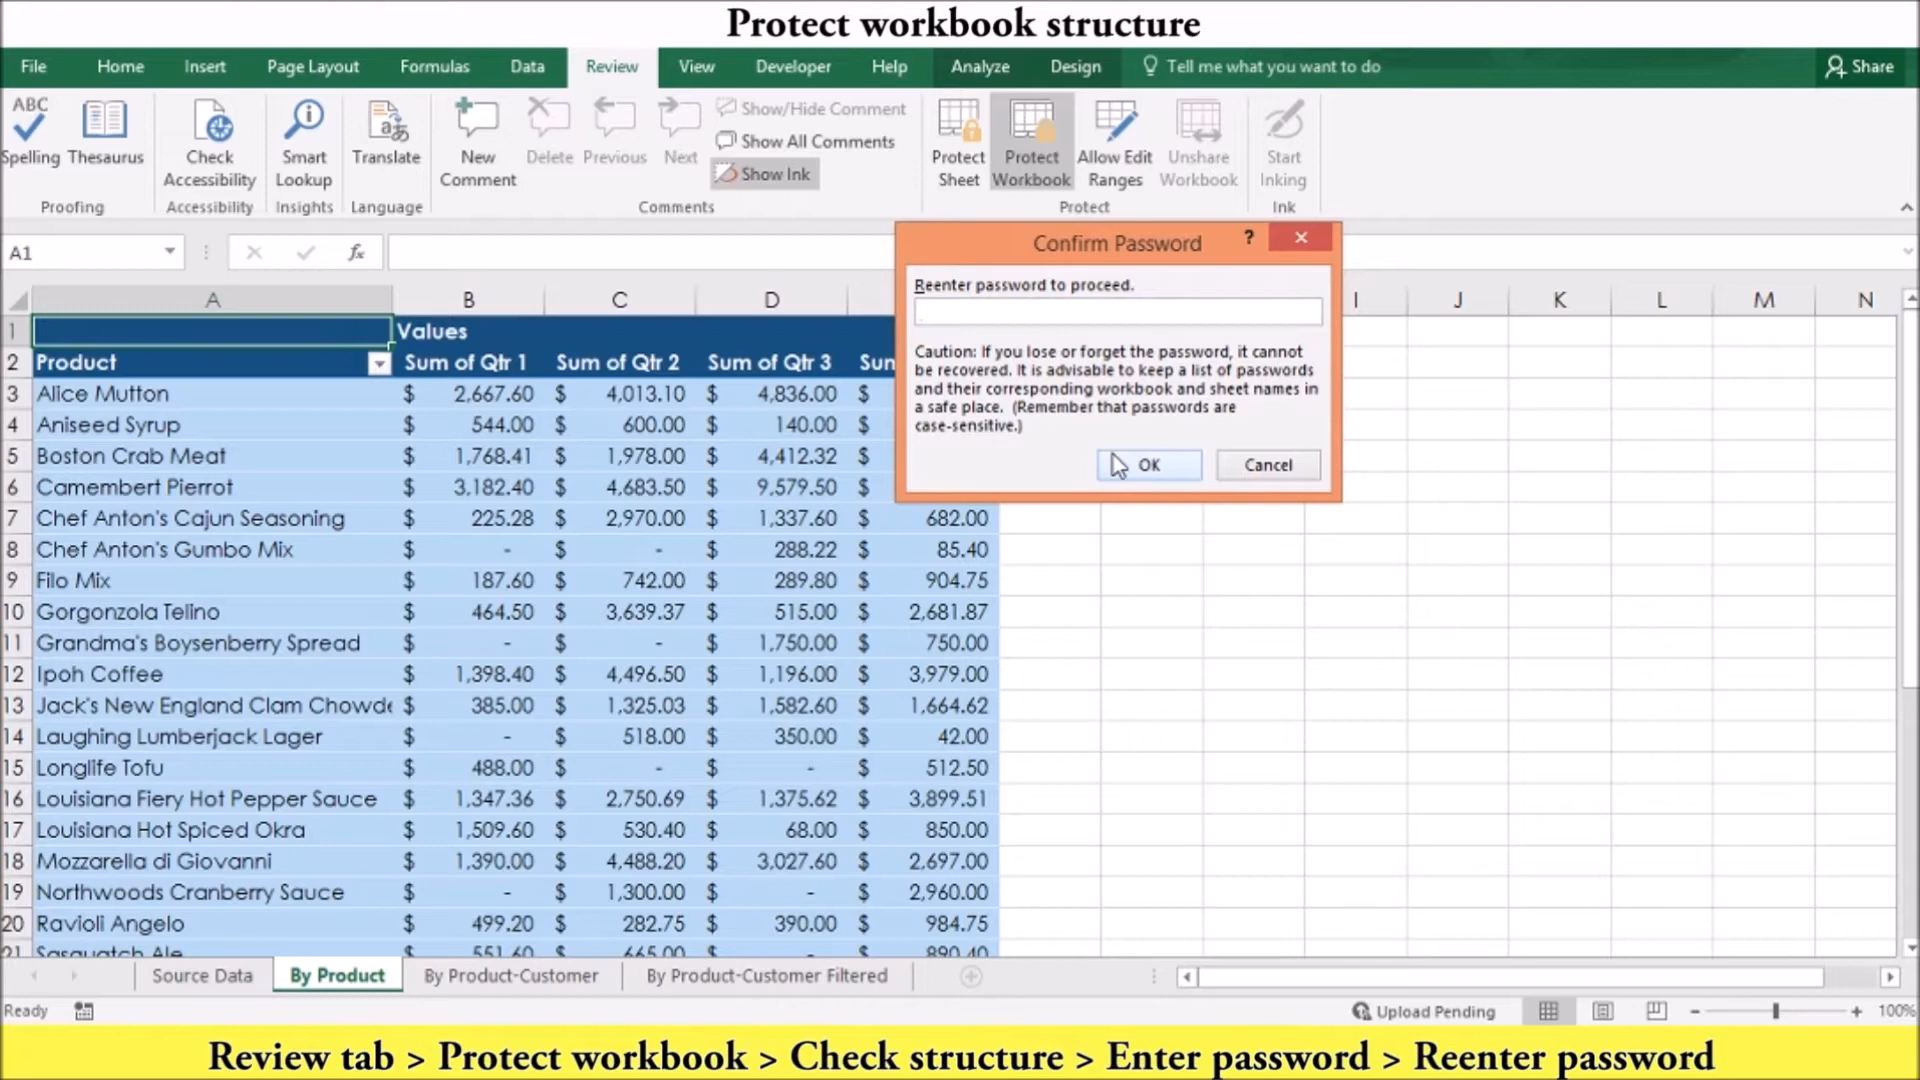 Protect workbook structure
File Home Insert Page Layout Formulas Data Review View Developer Help Analyze Design Tell me what you want to do Share
ABC
Spelling Thesaurus Check Accessibility Smart Lookup Translate New Comment Delete Previous Next Show/Hide Comment Show All Comments Show Ink Protect Sheet Protect Workbook Allow Edit Ranges Unshare Workbook Start Inking
Proofing Accessibility Insights Language Comments Protect Ink
A1 fx
Confirm Password ?
Reenter password to proceed.
Caution: If you lose or forget the password, it cannot
be recovered. It is advisable to keep a list of passwords
and their corresponding workbook and sheet names in
a safe place. (Remember that passwords are
case-sensitive.)
OK Cancel
A B C D I J K L M N
1 Values
2 Product Sum of Qtr 1 Sum of Qtr 2 Sum of Qtr 3 Sum
3 Alice Mutton $ 2,667.60 $ 4,013.10 $ 4,836.00 $
4 Aniseed Syrup $ 544.00 $ 600.00 $ 140.00 $
5 Boston Crab Meat $ 1,768.41 $ 1,978.00 $ 4,412.32 $
6 Camembert Pierrot $ 3,182.40 $ 4,683.50 $ 9,579.50 $
7 Chef Anton's Cajun Seasoning $ 225.28 $ 2,970.00 $ 1,337.60 $ 682.00
8 Chef Anton's Gumbo Mix $ - $ - $ 288.22 $ 85.40
9 Filo Mix $ 187.60 $ 742.00 $ 289.80 $ 904.75
10 Gorgonzola Telino $ 464.50 $ 3,639.37 $ 515.00 $ 2,681.87
11 Grandma's Boysenberry Spread $ - $ - $ 1,750.00 $ 750.00
12 Ipoh Coffee $ 1,398.40 $ 4,496.50 $ 1,196.00 $ 3,979.00
13 Jack's New England Clam Chowde $ 385.00 $ 1,325.03 $ 1,582.60 $ 1,664.62
14 Laughing Lumberjack Lager $ - $ 518.00 $ 350.00 $ 42.00
15 Longlife Tofu $ 488.00 $ - $ - $ 512.50
16 Louisiana Fiery Hot Pepper Sauce $ 1,347.36 $ 2,750.69 $ 1,375.62 $ 3,899.51
17 Louisiana Hot Spiced Okra $ 1,509.60 $ 530.40 $ 68.00 $ 850.00
18 Mozzarella di Giovanni $ 1,390.00 $ 4,488.20 $ 3,027.60 $ 2,697.00
19 Northwoods Cranberry Sauce $ - $ 1,300.00 $ - $ 2,960.00
20 Ravioli Angelo $ 499.20 $ 282.75 $ 390.00 $ 984.75
21 Sasquatch Ale $ 551.60 $ 665.00 $ - $ 890.40
Source Data By Product By Product-Customer By Product-Customer Filtered
Ready Upload Pending - + 100%
Review tab > Protect workbook > Check structure > Enter password > Reenter password